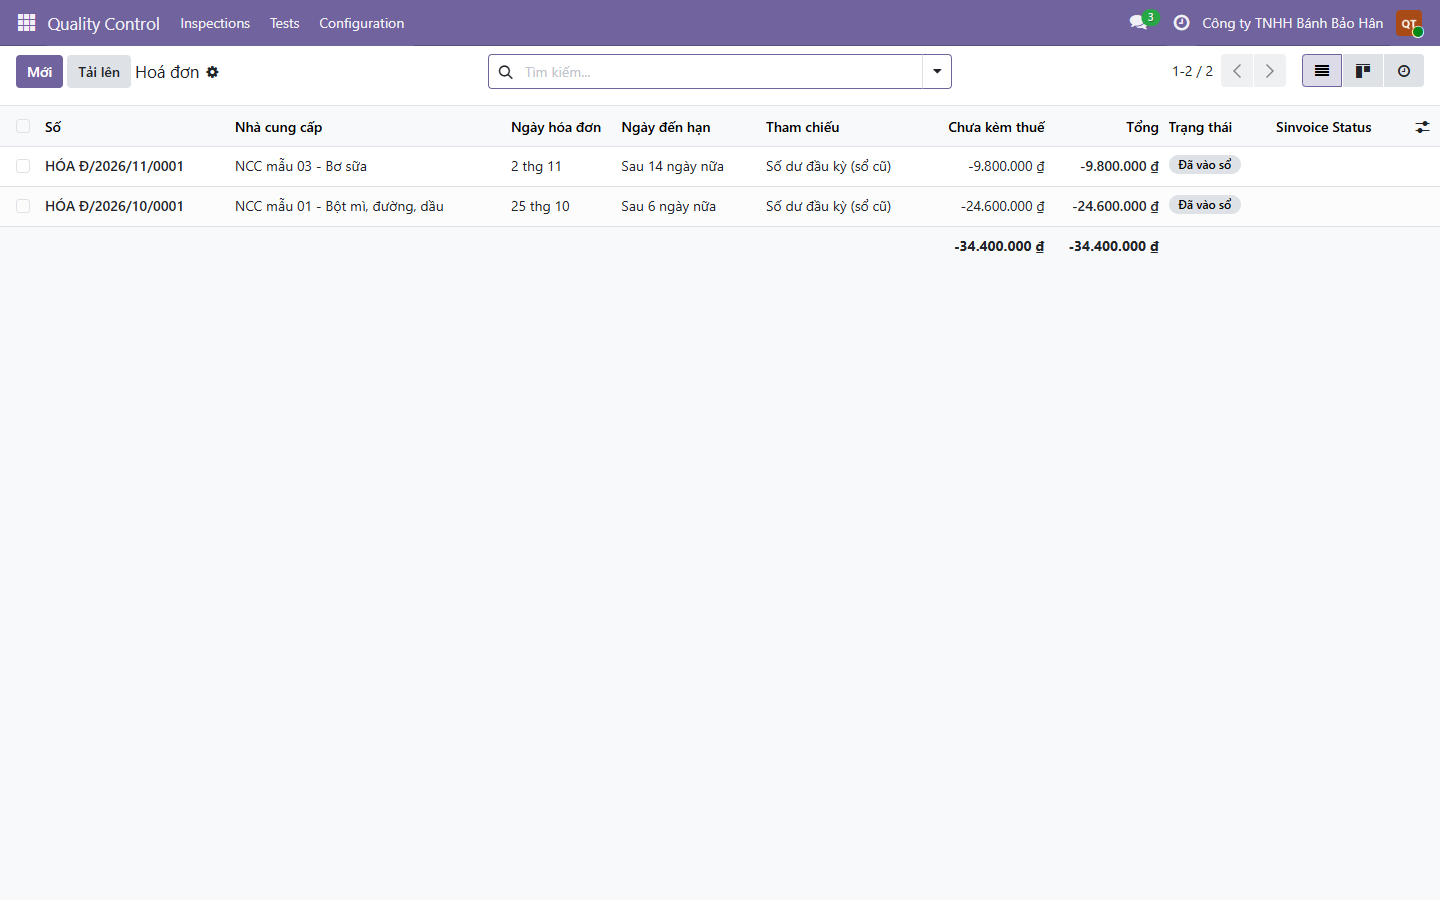 Quality Control Inspections Tests Configuration 3 Công ty TNHH Bánh Bảo Hân QT
Mới Tải lên Hoá đơn Tìm kiếm... 1-2 / 2
Số Nhà cung cấp Ngày hóa đơn Ngày đến hạn Tham chiếu Chưa kèm thuế Tổng Trạng thái Sinvoice Status
HÓA Đ/2026/11/0001 NCC mẫu 03 - Bơ sữa 2 thg 11 Sau 14 ngày nữa Số dư đầu kỳ (sổ cũ) -9.800.000 ₫ -9.800.000 ₫ Đã vào sổ
HÓA Đ/2026/10/0001 NCC mẫu 01 - Bột mì, đường, dầu 25 thg 10 Sau 6 ngày nữa Số dư đầu kỳ (sổ cũ) -24.600.000 ₫ -24.600.000 ₫ Đã vào sổ
-34.400.000 ₫ -34.400.000 ₫